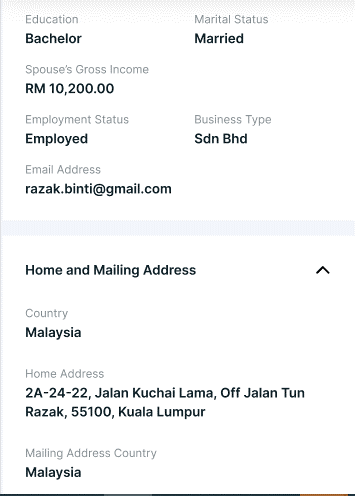 Education Marital Status
Bachelor Married
Spouse's Gross Income
RM 10,200.00
Employment Status Business Type
Employed Sdn Bhd
Email Address
razak.binti@gmail.com
Home and Mailing Address
Country
Malaysia
Home Address
2A-24-22, Jalan Kuchai Lama, Off Jalan Tun
Razak, 55100, Kuala Lumpur
Mailing Address Country
Malaysia